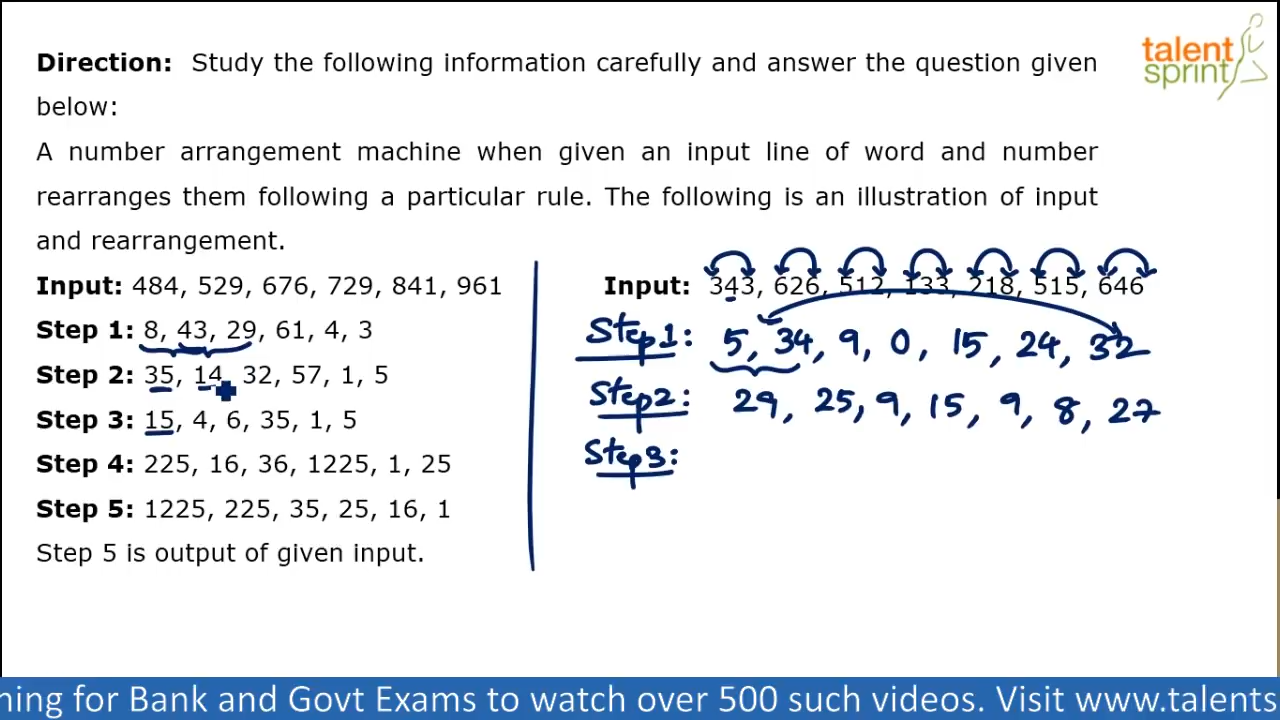 talent
sprint
Direction: Study the following information carefully and answer the question given
below:
A number arrangement machine when given an input line of word and number
rearranges them following a particular rule. The following is an illustration of input
and rearrangement.
Input: 484, 529, 676, 729, 841, 961
Step 1: 8, 43, 29, 61, 4, 3
Step 2: 35, 14, 32, 57, 1, 5
Step 3: 15, 4, 6, 35, 1, 5
Step 4: 225, 16, 36, 1225, 1, 25
Step 5: 1225, 225, 35, 25, 16, 1
Step 5 is output of given input.
Input: 343, 626, 512, 133, 218, 515, 646
Step1: 5, 34, 9, 0, 15, 24, 32
Step2: 29, 25, 9, 15, 9, 8, 27
Step3:
ning for Bank and Govt Exams to watch over 500 such videos. Visit www.talents